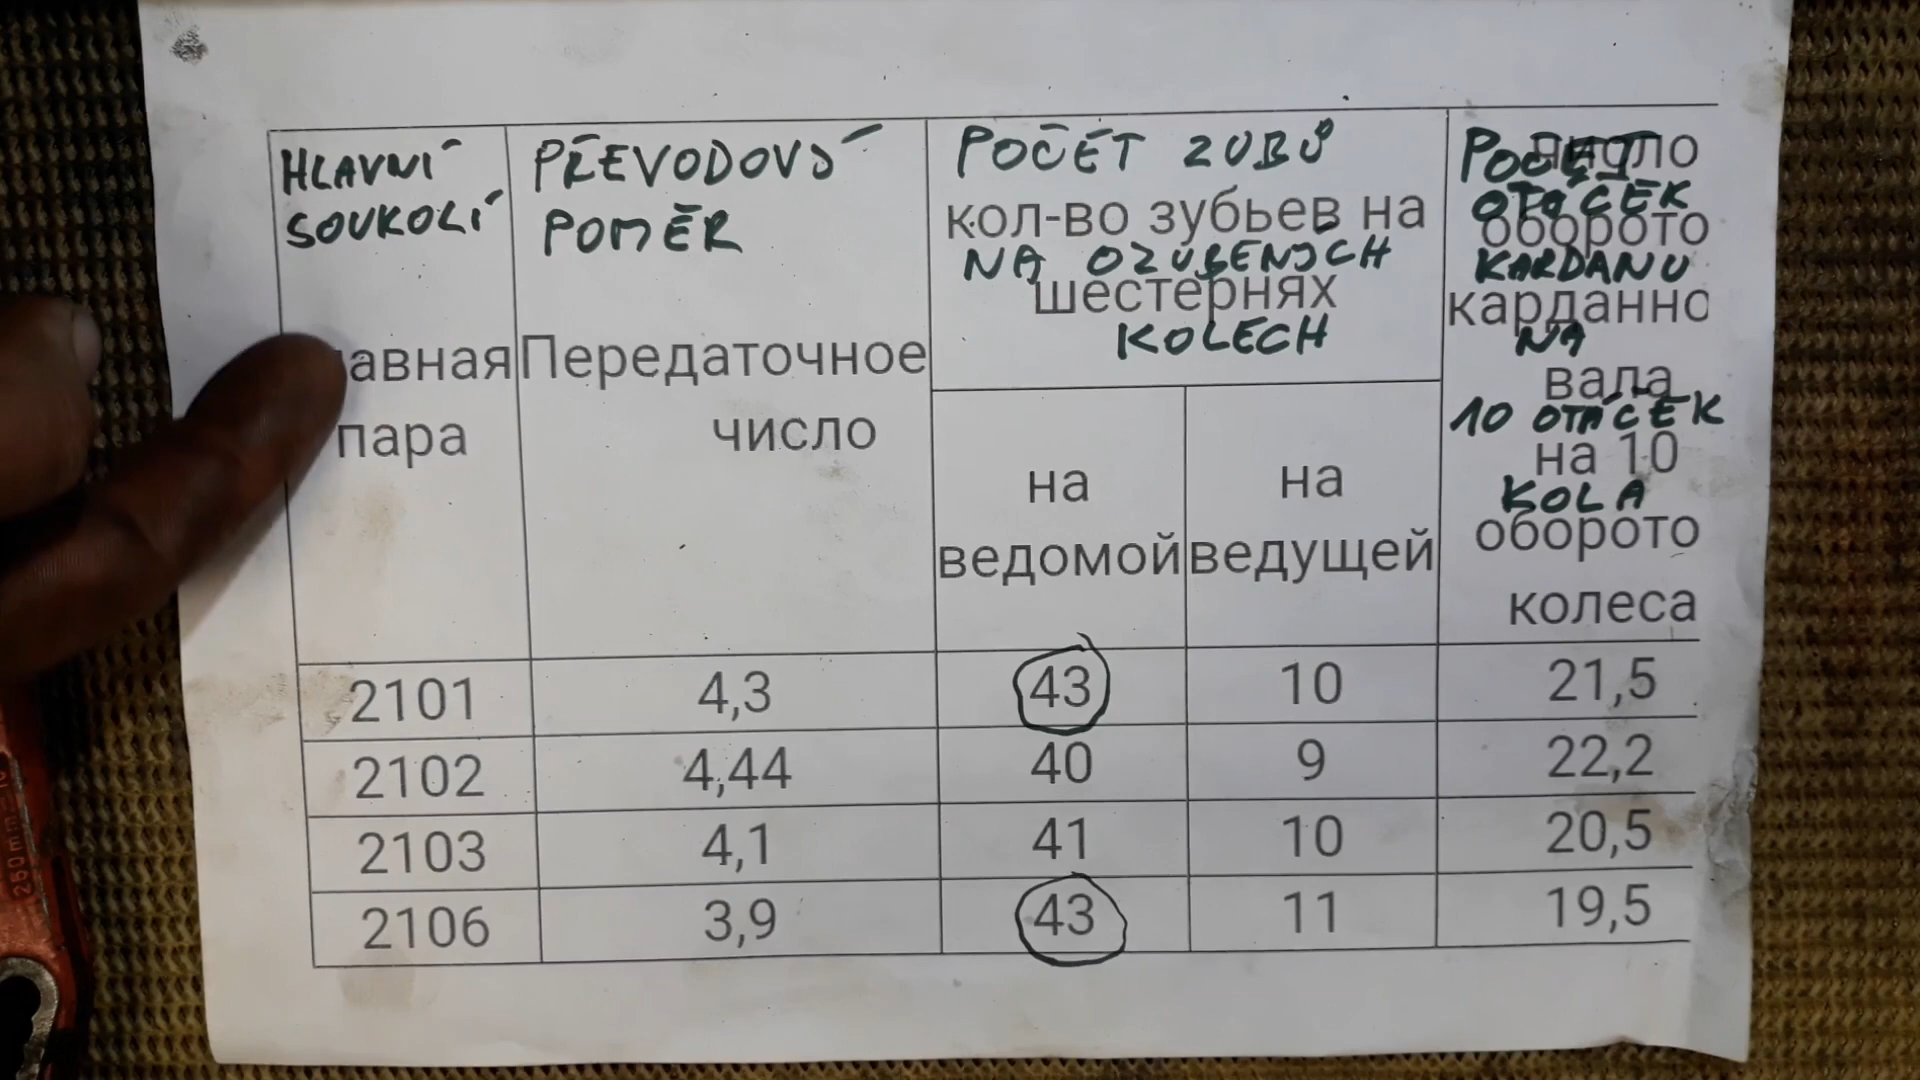 HLAVNÍ
SOUKOLÍ
авная
пара
PŘEVODOVÝ
POMĚR
Передаточное
число
POČET ZUBŮ
кол-во зубьев на
NA OZUBENÝCH
шестернях
KOLECH
на
ведомой
на
ведущей
POČET
число
OTÁČEK
оборото
KARDANU
карданно
NA
вала
10 OTÁČEK
на 10
KOLA
оборото
колеса
2101 4,3 43 10 21,5
2102 4,44 40 9 22,2
2103 4,1 41 10 20,5
2106 3,9 43 11 19,5